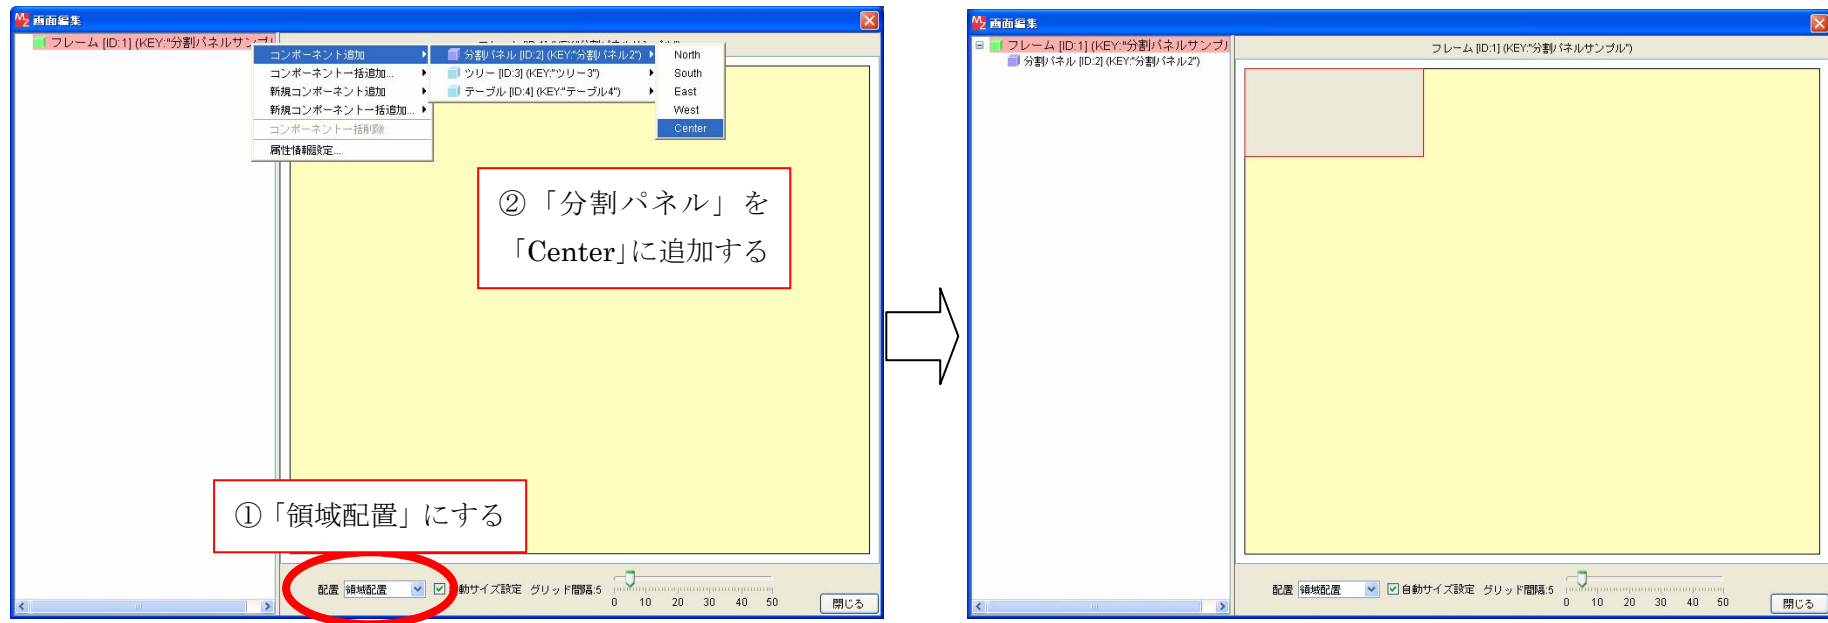 画面編集
フレーム [ID:1] (KEY:"分割パネルサンプル
コンポーネント追加
コンポーネント一括追加...
新規コンポーネント追加
新規コンポーネント一括追加...
コンポーネント一括削除
属性情報設定...
分割パネル [ID:2] (KEY:"分割パネル2")
ツリー [ID:3] (KEY:"ツリー3")
テーブル [ID:4] (KEY:"テーブル4")
North
South
East
West
Center
②「分割パネル」を
「Center」に追加する
①「領域配置」にする
配置 領域配置 動サイズ設定 グリッド間隔:5
0 10 20 30 40 50
閉じる
画面編集
フレーム [ID:1] (KEY:"分割パネルサンプル
分割パネル [ID:2] (KEY:"分割パネル2")
フレーム [ID:1] (KEY:"分割パネルサンプル")
配置 領域配置 自動サイズ設定 グリッド間隔:5
0 10 20 30 40 50
閉じる